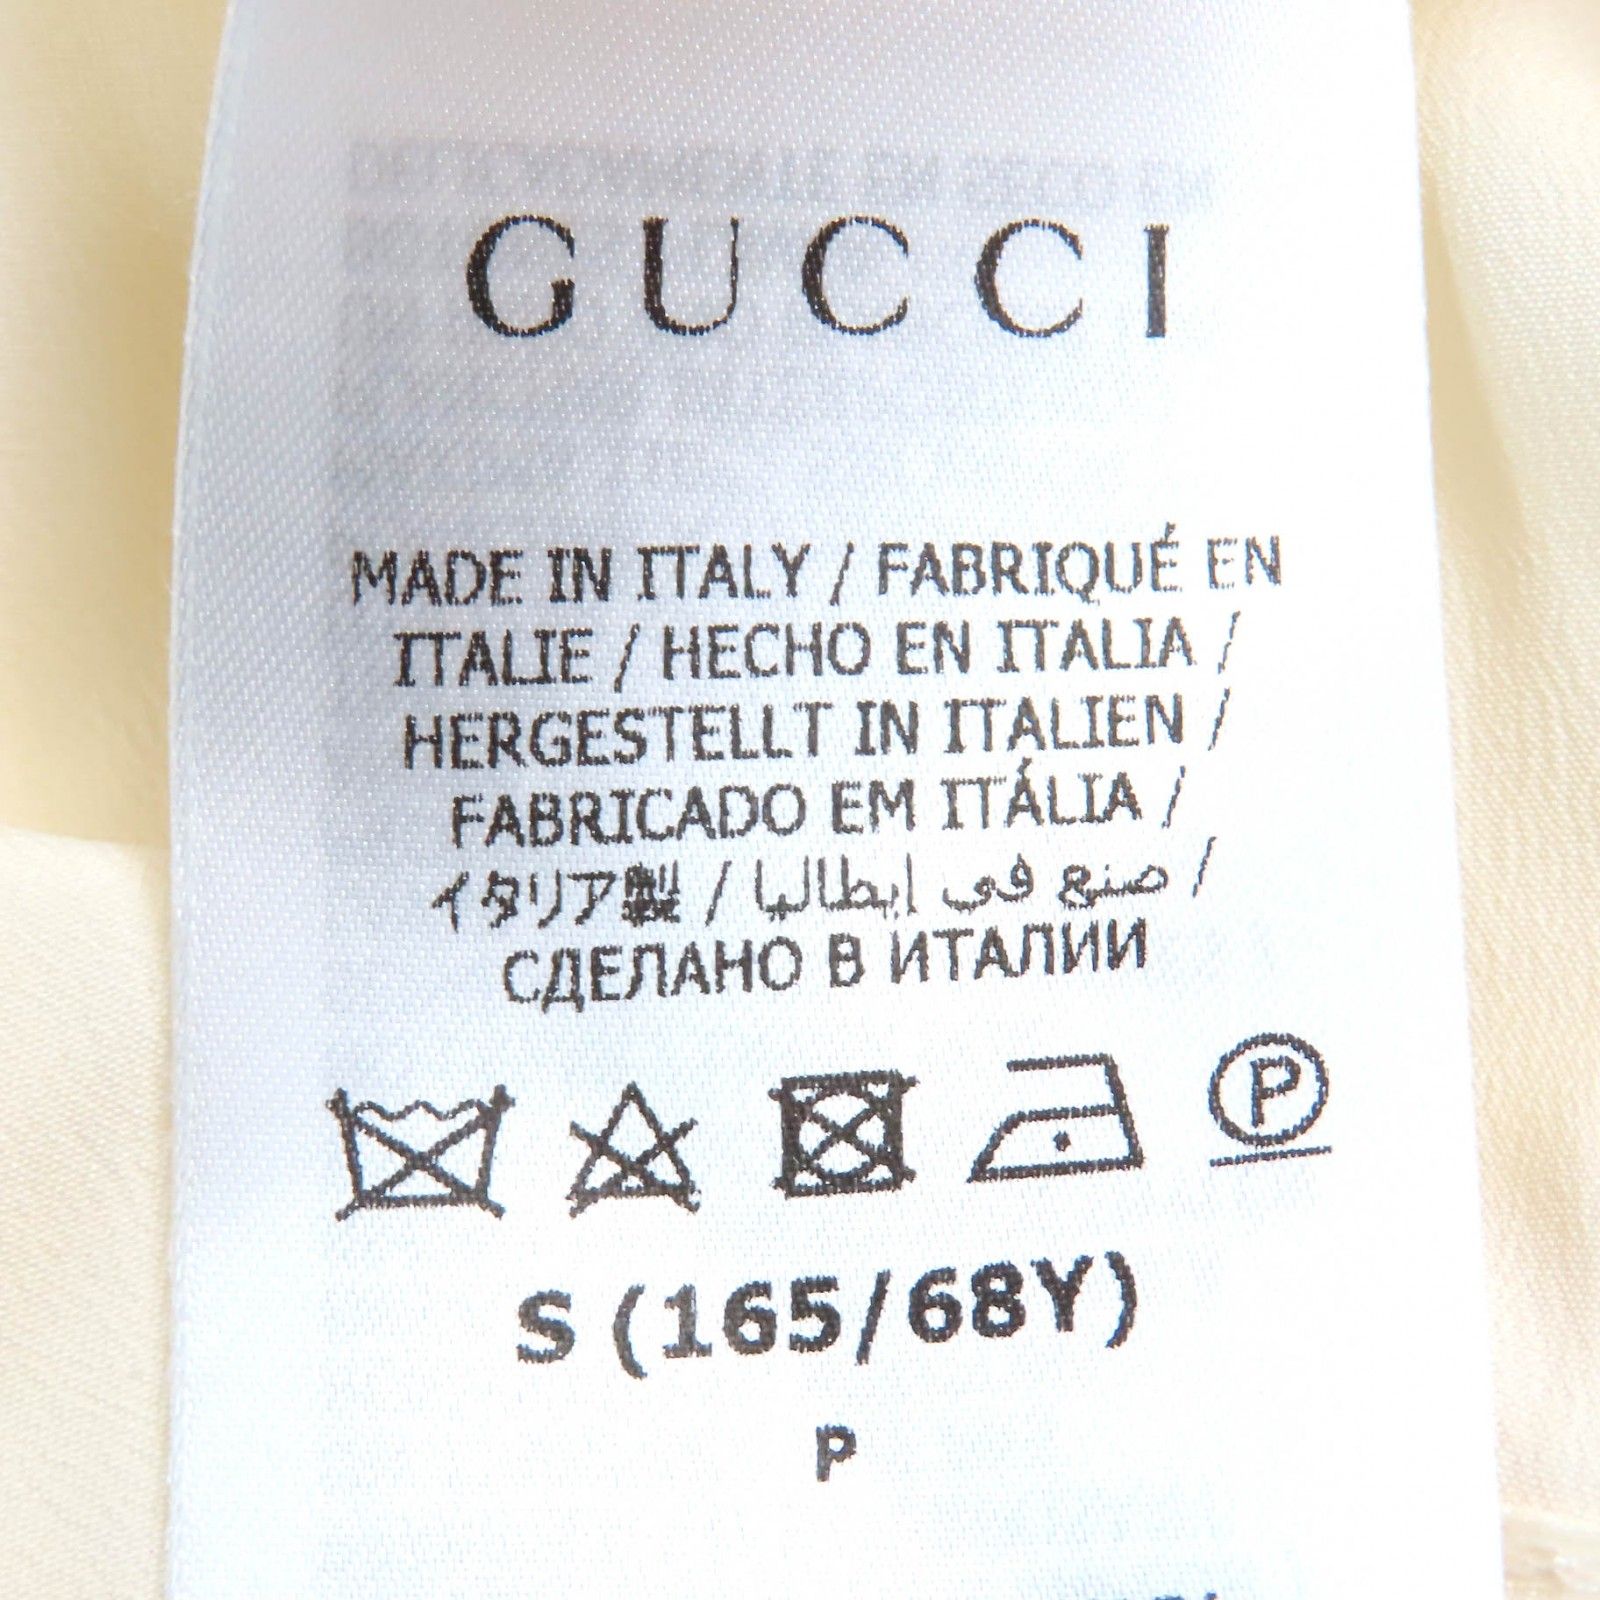 GUCCI
MADE IN ITALY / FABRIQUÉ EN
ITALIE / HECHO EN ITALIA /
HERGESTELLT IN ITALIEN /
FABRICADO EM ITÁLIA /
イタリア製 / صنع في إيطاليا /
СДЕЛАНО В ИТАЛИИ
P
S (165/68Y)
P